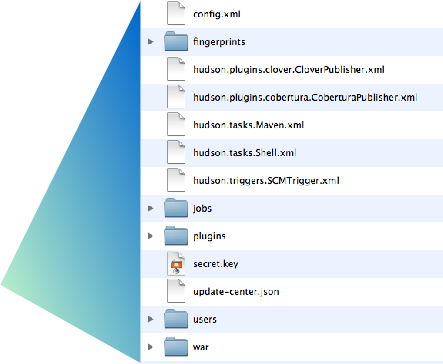 config.xml
fingerprints
hudson.plugins.clover.CloverPublisher.xml
hudson.plugins.cobertura.CoberturaPublisher.xml
hudson.tasks.Maven.xml
hudson.tasks.Shell.xml
hudson.triggers.SCMTrigger.xml
jobs
plugins
secret.key
update-center.json
users
war